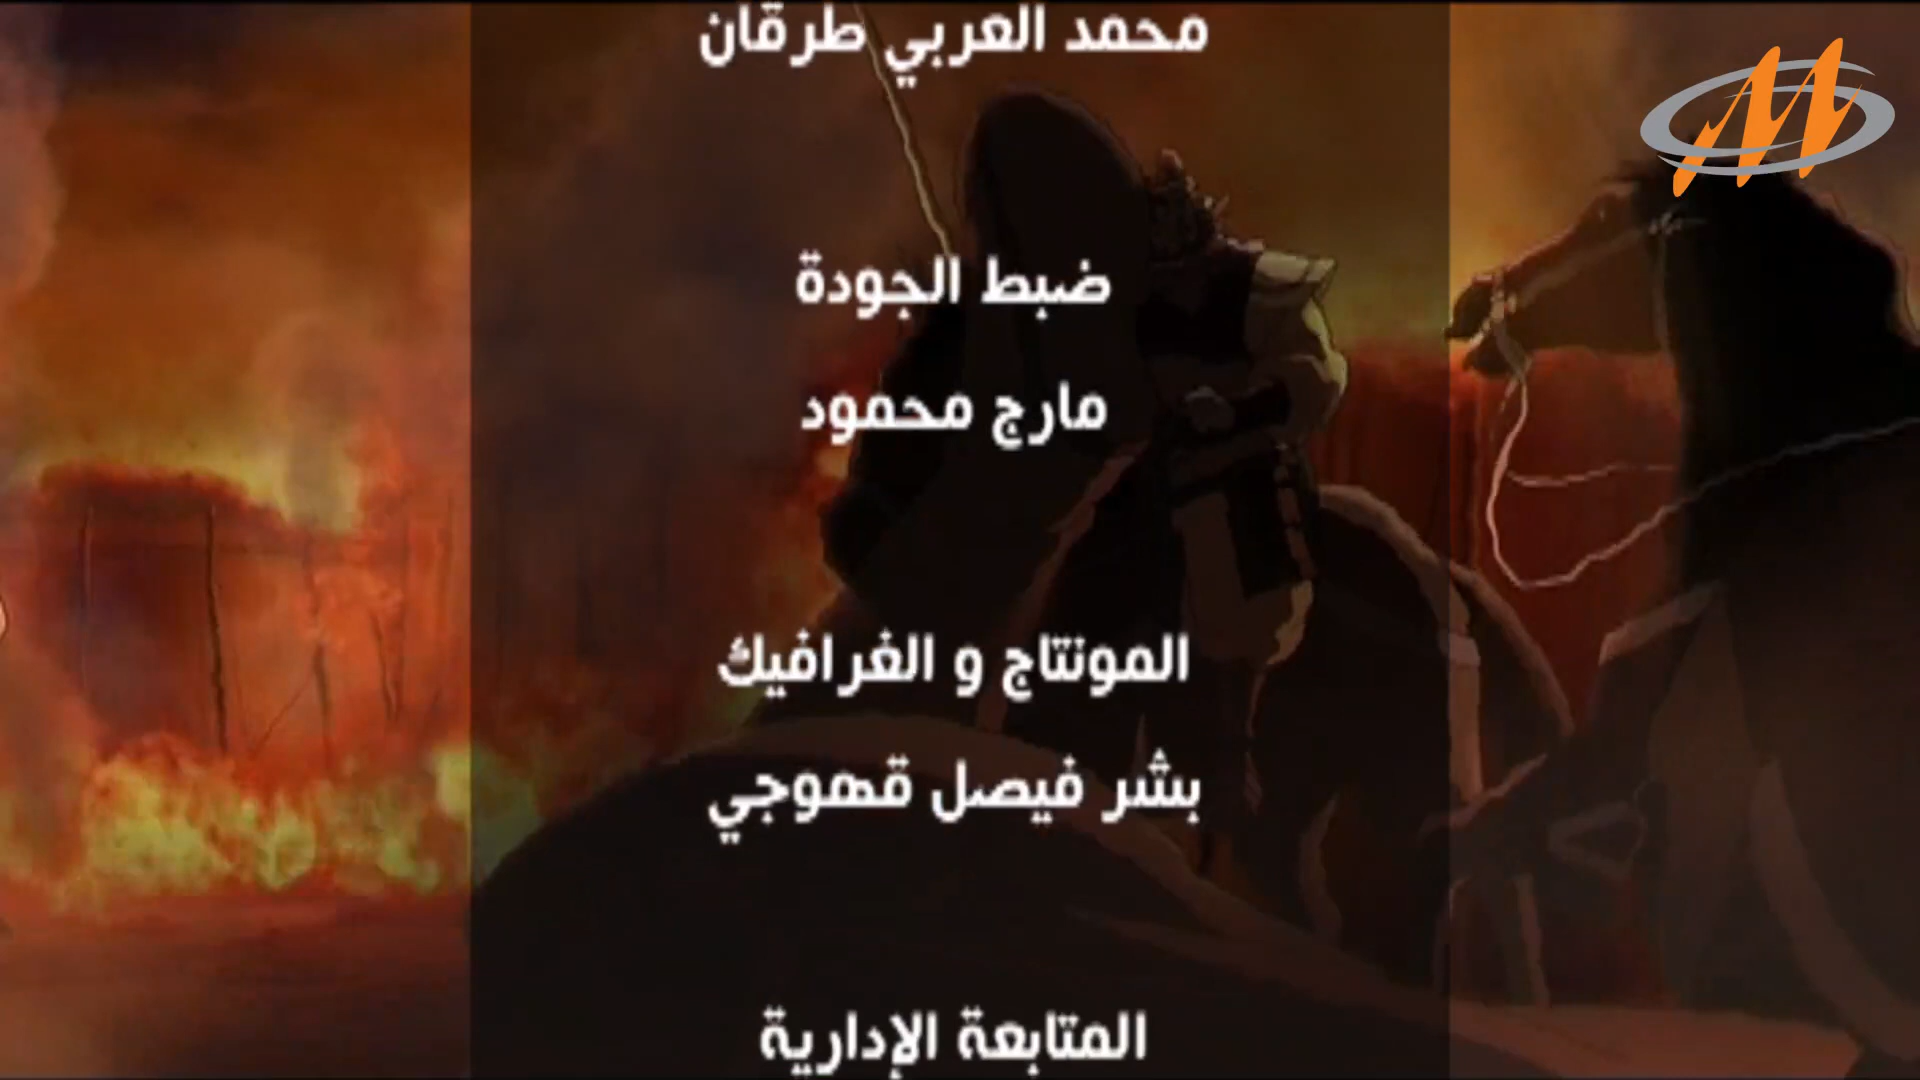 محمد العربي طرقان
ضبط الجودة
مارج محمود
المونتاج و الغرافيك
بشر فيصل قهوجي
المتابعة الإدارية